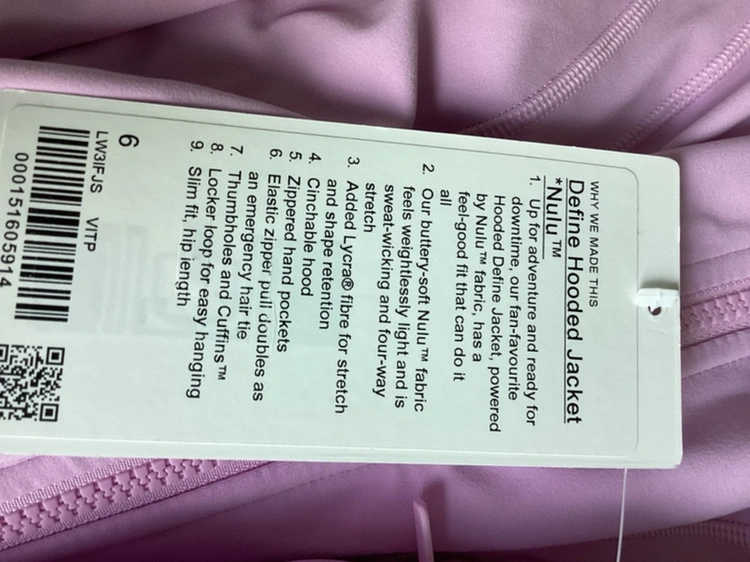 WHY WE MADE THIS
Define Hooded Jacket
*Nulu™
1. Up for adventure and ready for
downtime, our fan-favourite
Hooded Define Jacket, powered
by Nulu™ fabric, has a
feel-good fit that can do it
all
2. Our buttery-soft Nulu™ fabric
feels weightlessly light and is
sweat-wicking and four-way
stretch
3. Added Lycra® fibre for stretch
and shape retention
4. Cinchable hood
5. Zippered hand pockets
6. Elastic zipper pull doubles as
an emergency hair tie
7. Thumbholes and Cuffins™
8. Locker loop for easy hanging
9. Slim fit, hip length
6
LW3IFJS VITP
0001516059144